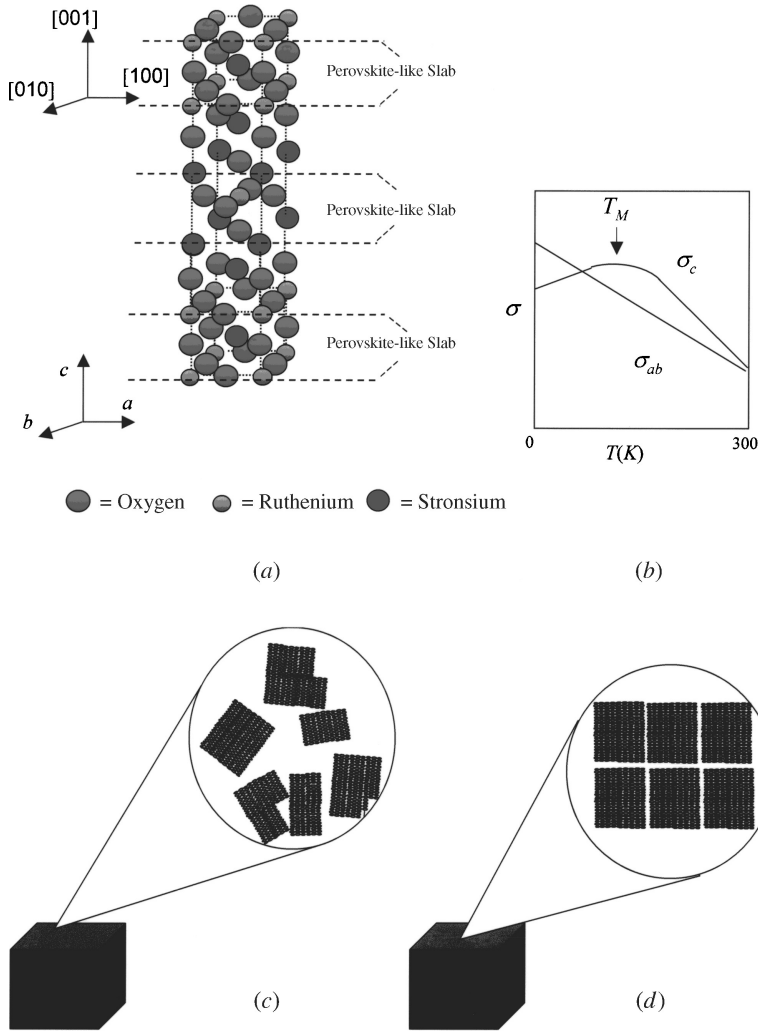 [001]
[010]
[100]
Perovskite-like Slab
Perovskite-like Slab
Perovskite-like Slab
c
b
a
T_M
σ_c
σ
σ_ab
0
300
T(K)
= Oxygen
= Ruthenium
= Stronsium
(a)
(b)
(c)
(d)